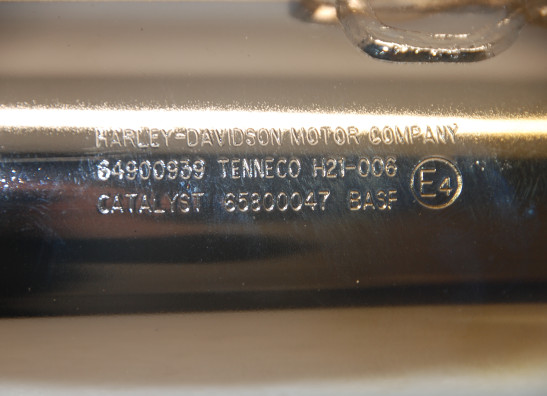 HARLEY-DAVIDSON MOTOR COMPANY
64900939 TENNECO H21-006 E4
CATALYST 65800047 BASF